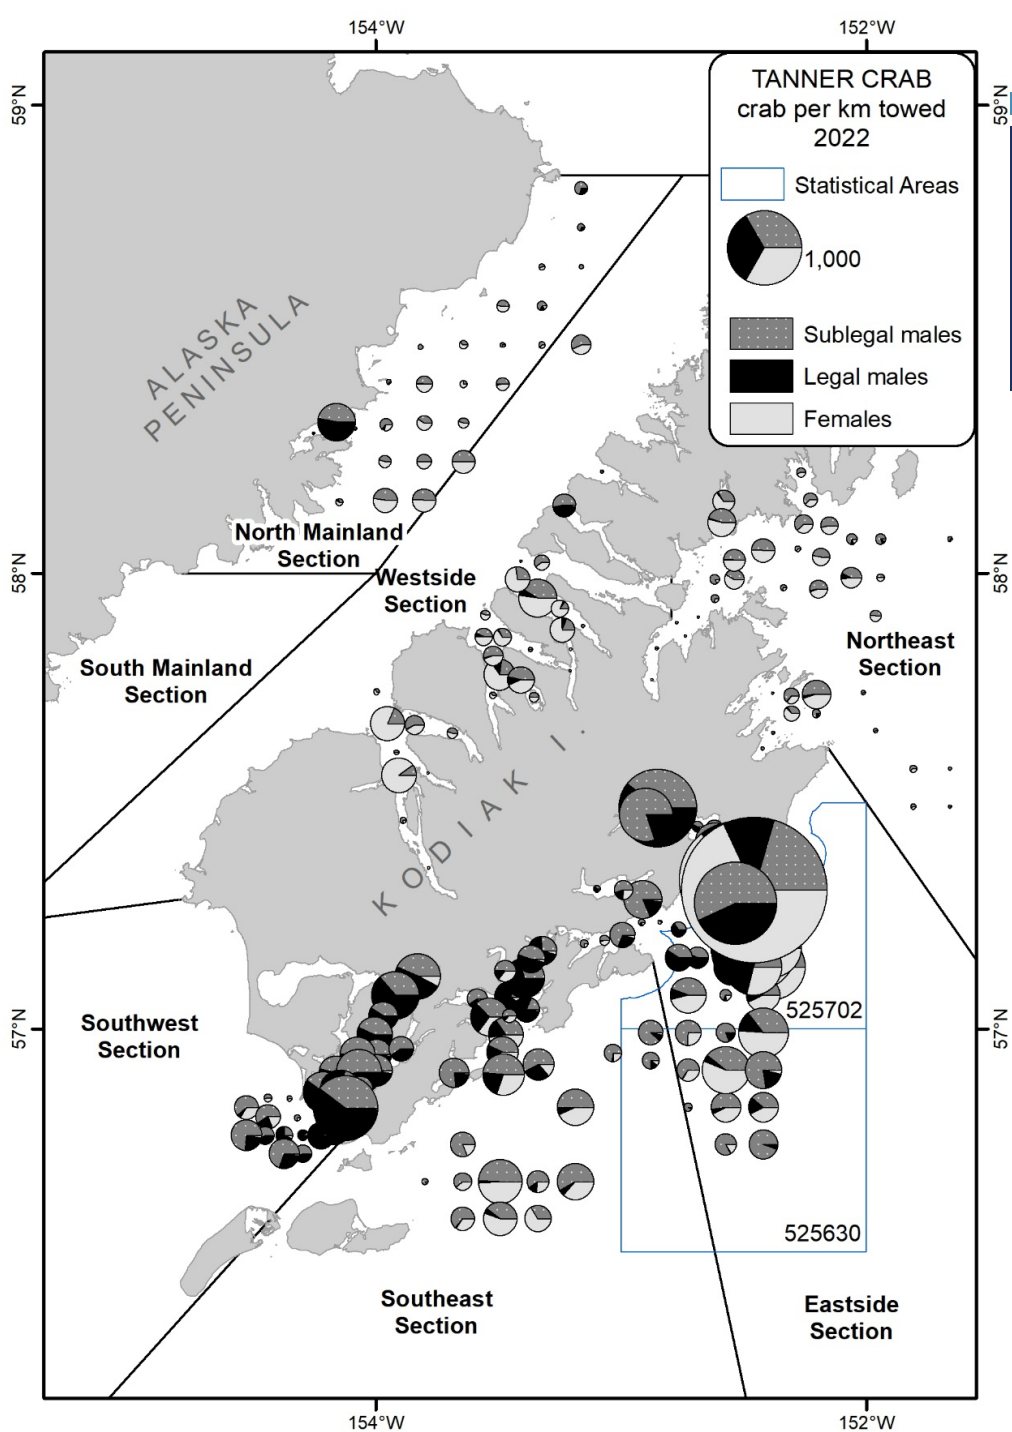 154°W
152°W
59°N
59°N
TANNER CRAB
crab per km towed
2022
Statistical Areas
1,000
Sublegal males
Legal males
Females
ALASKA
PENINSULA
North Mainland
Section
58°N
58°N
Westside
Section
Northeast
Section
South Mainland
Section
KODIAK I.
525702
57°N
57°N
Southwest
Section
525630
Southeast
Section
Eastside
Section
154°W
152°W